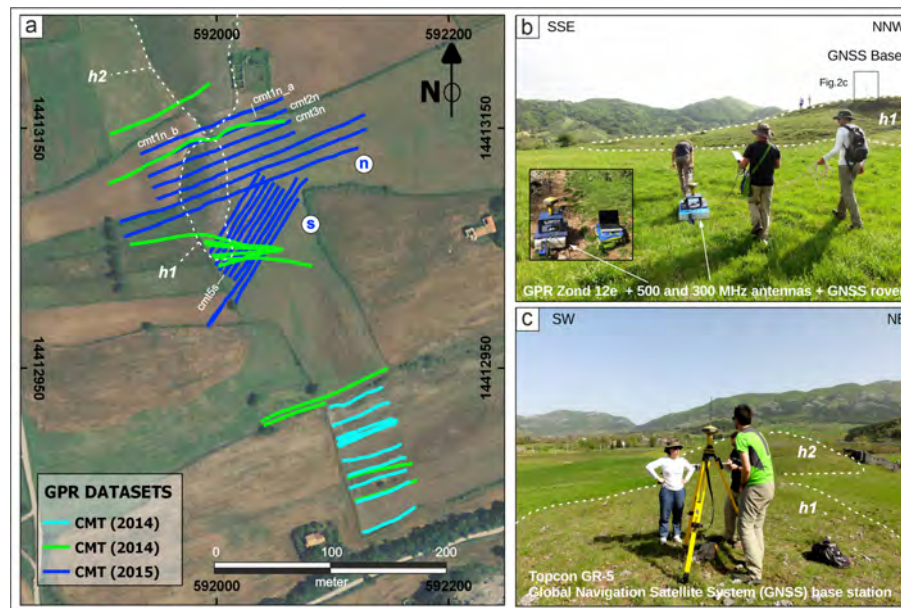 a
592000
592200
h2
N
cmt1n_a
cmt2n
cmt3n
cmt1n_b
14413150
14413150
n
s
h1
cmt5s
14412950
14412950
GPR DATASETS
CMT (2014)
CMT (2014)
CMT (2015)
0 100 200
meter
592000
592200
b
SSE
NNW
GNSS Base
Fig.2c
h1
GPR Zond 12e + 500 and 300 MHz antennas + GNSS rover
c
SW
NE
h2
h1
Topcon GR-5
Global Navigation Satellite System (GNSS) base station